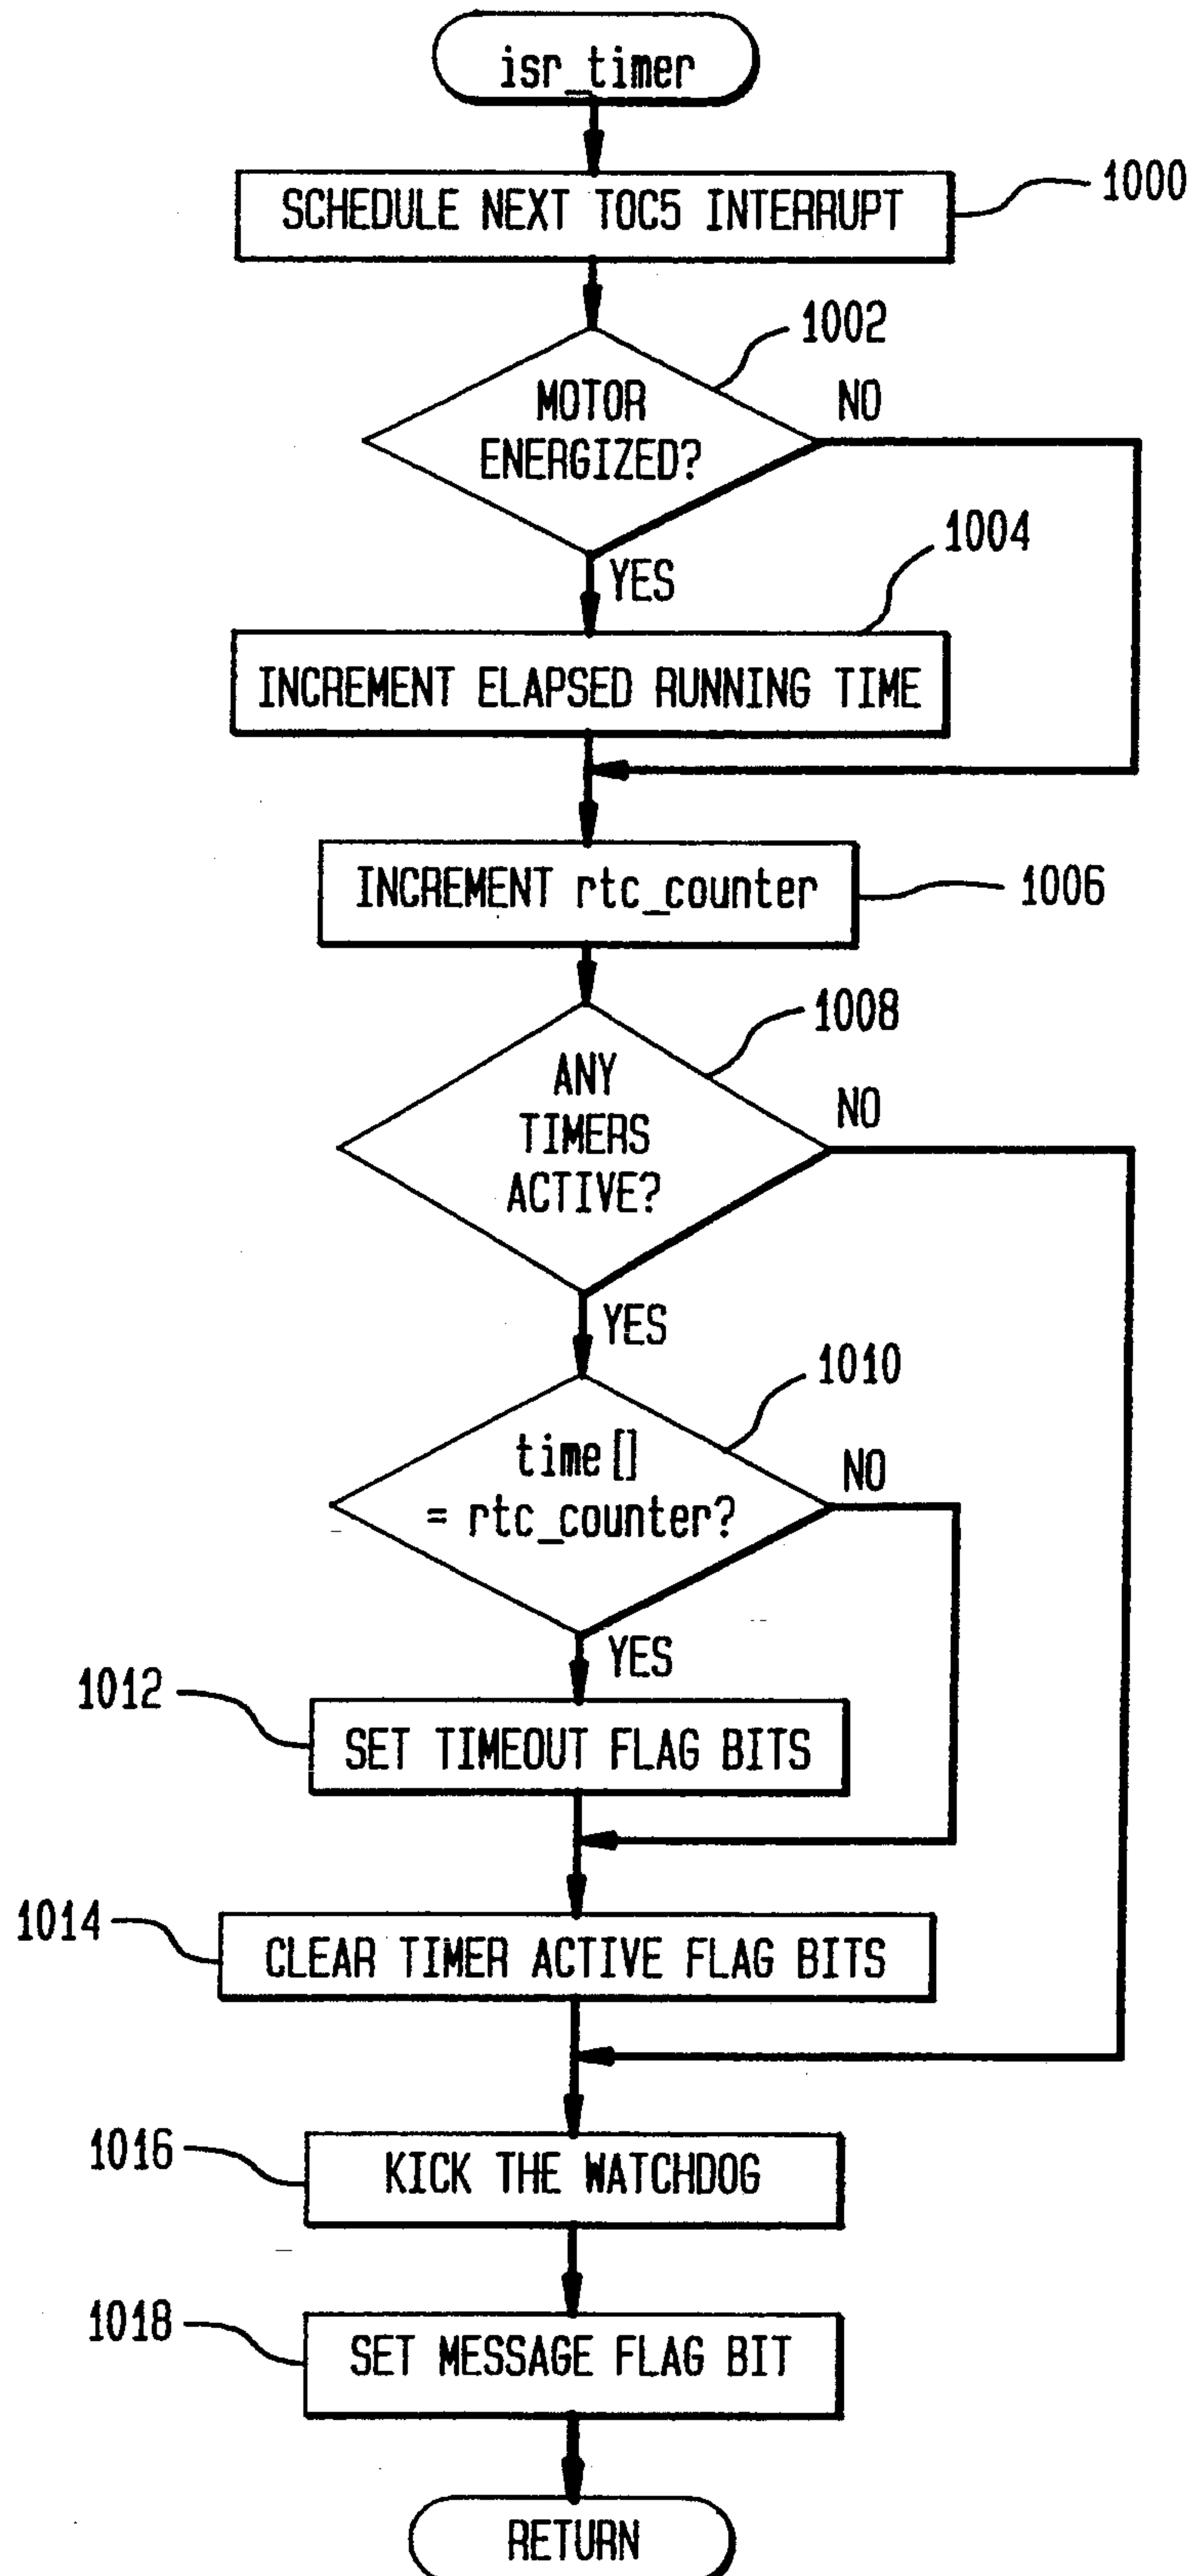 isr_timer
SCHEDULE NEXT TOC5 INTERRUPT
1000
1002
MOTOR
ENERGIZED?
NO
YES
1004
INCREMENT ELAPSED RUNNING TIME
INCREMENT rtc_counter
1006
1008
ANY
TIMERS
ACTIVE?
NO
YES
1010
time[]
= rtc_counter?
NO
YES
1012
SET TIMEOUT FLAG BITS
1014
CLEAR TIMER ACTIVE FLAG BITS
1016
KICK THE WATCHDOG
1018
SET MESSAGE FLAG BIT
RETURN